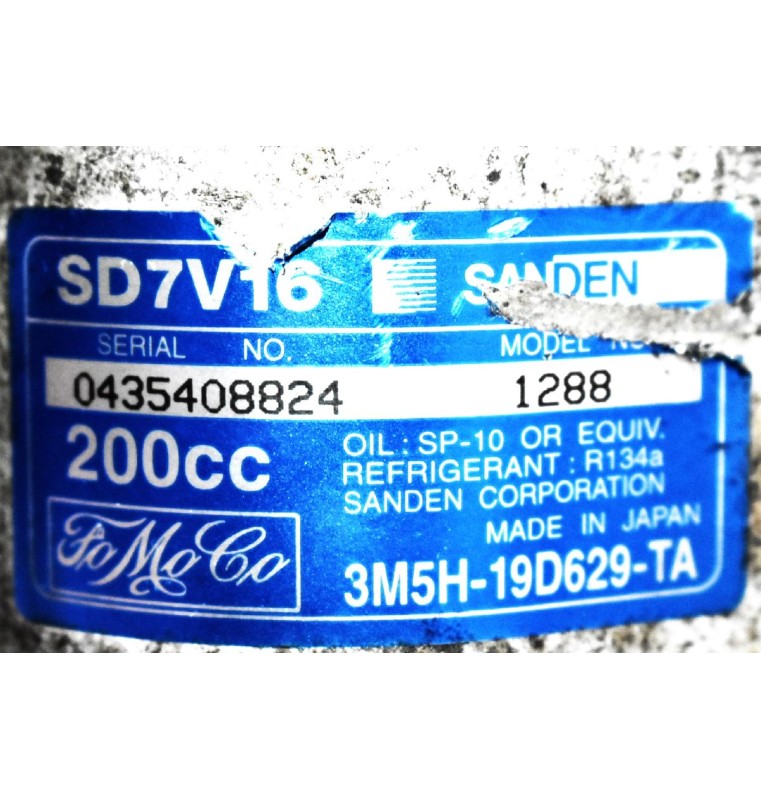 SD7V16 SANDEN
SERIAL NO. MODEL NO.
0435408824 1288
200cc
OIL : SP-10 OR EQUIV.
REFRIGERANT : R134a
SANDEN CORPORATION
MADE IN JAPAN
FoMoCo
3M5H-19D629-TA